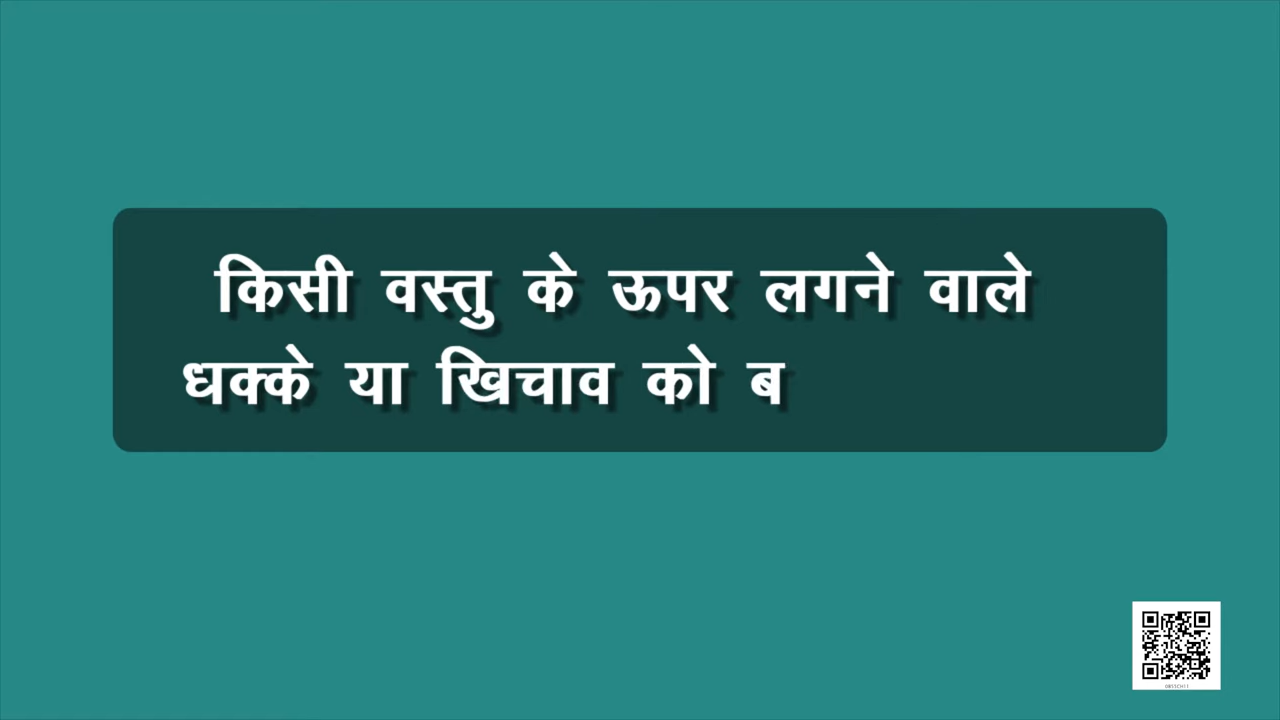 किसी वस्तु के ऊपर लगने वाले
धक्के या खिचाव को ब